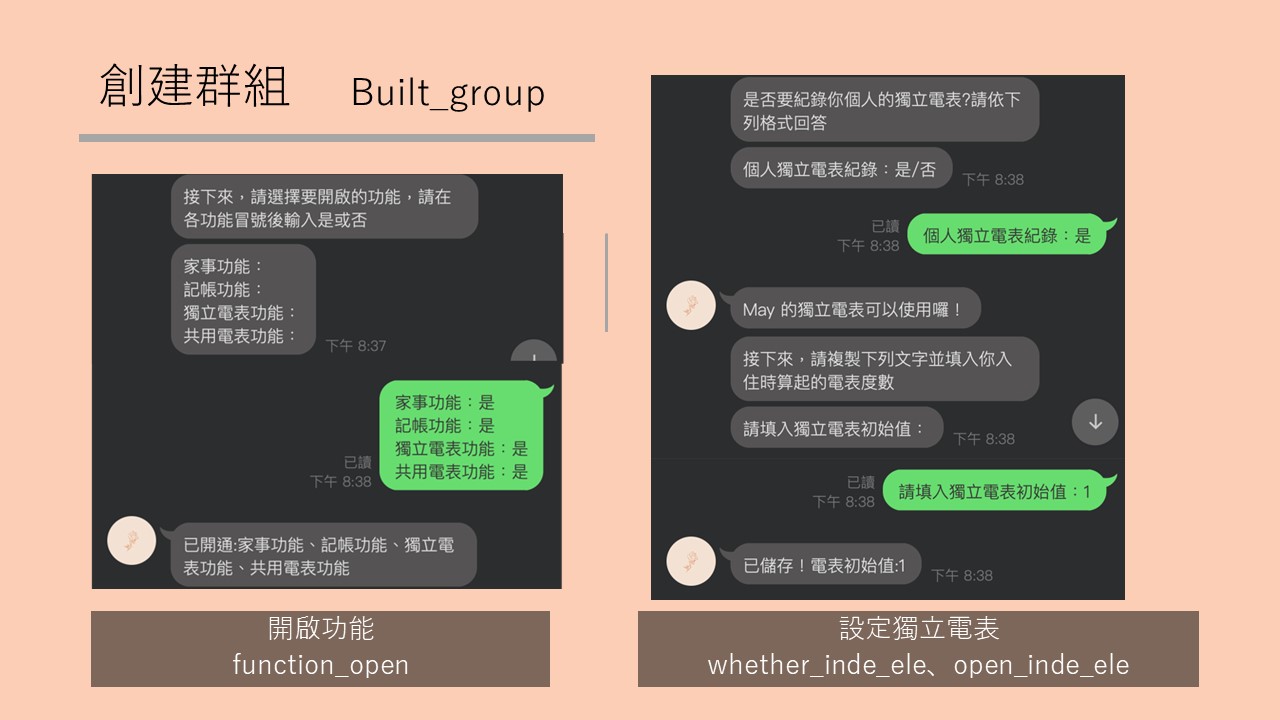 創建群組 Built_group
接下來，請選擇要開啟的功能，請在
各功能冒號後輸入是或否
家事功能：
記帳功能：
獨立電表功能：
共用電表功能：
下午 8:37
家事功能：是
記帳功能：是
獨立電表功能：是
共用電表功能：是
已讀
下午 8:38
已開通:家事功能、記帳功能、獨立電
表功能、共用電表功能
開啟功能
function_open
是否要紀錄你個人的獨立電表?請依下
列格式回答
個人獨立電表紀錄：是/否
下午 8:38
已讀
下午 8:38
個人獨立電表紀錄：是
May 的獨立電表可以使用囉！
接下來，請複製下列文字並填入你入
住時算起的電表度數
請填入獨立電表初始值：
下午 8:38
已讀
下午 8:38
請填入獨立電表初始值：1
已儲存！電表初始值:1
下午 8:38
設定獨立電表
whether_inde_ele、open_inde_ele